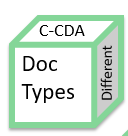 C-CDA
Doc
Types
Different